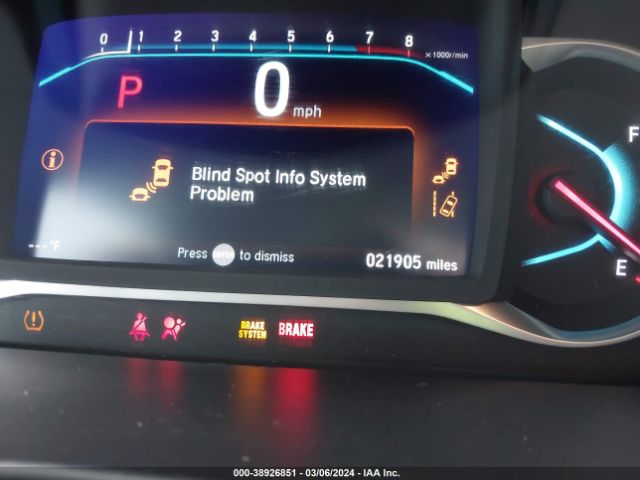 0 1 2 3 4 5 6 7 8
x 1000r/min
P 0 mph
F
i
Blind Spot Info System
Problem
--- °F
Press ENTER to dismiss
021905 miles
E
BRAKE
SYSTEM
BRAKE
000-38926851 - 03/06/2024 - IAA Inc.